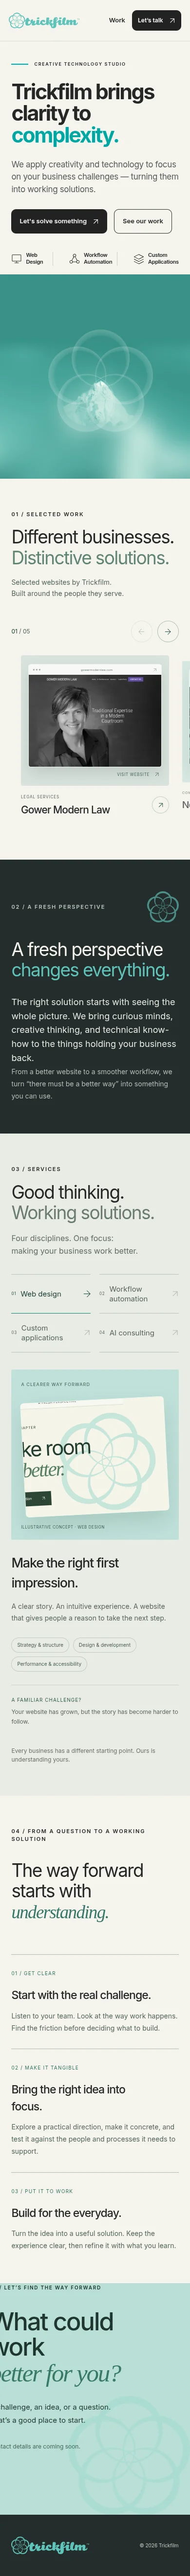 trickfilm
Work
Let's talk
CREATIVE TECHNOLOGY STUDIO
Trickfilm brings
clarity to
complexity.
We apply creativity and technology to focus
on your business challenges — turning them
into working solutions.
Let's solve something
See our work
Web
Design
Workflow
Automation
Custom
Applications
01 / SELECTED WORK
Different businesses.
Distinctive solutions.
Selected websites by Trickfilm.
Built around the people they serve.
01 / 05
Traditional Expertise
in a Modern
VISIT WEBSITE
LEGAL SERVICES
Gower Modern Law
02 / A FRESH PERSPECTIVE
A fresh perspective
changes everything.
The right solution starts with seeing the
whole picture. We bring curious minds,
creative thinking, and technical know-
how to the things holding your business
back.
From a better website to a smoother workflow, we
turn “there must be a better way” into something
you can use.
03 / SERVICES
Good thinking.
Working solutions.
Four disciplines. One focus:
making your business work better.
01 Web design
02 Workflow
automation
03 Custom
applications
04 AI consulting
A CLEARER WAY FORWARD
ke room
better.
ILLUSTRATIVE CONCEPT · WEB DESIGN
Make the right first
impression.
A clear story. An intuitive experience. A website
that gives people a reason to take the next step.
Strategy & structure
Design & development
Performance & accessibility
A FAMILIAR CHALLENGE?
Your website has grown, but the story has become harder to
follow.
Every business has a different starting point. Ours is
understanding yours.
04 / FROM A QUESTION TO A WORKING
SOLUTION
The way forward
starts with
understanding.
01 / GET CLEAR
Start with the real challenge.
Listen to your team. Look at the way work happens.
Find the friction before deciding what to build.
02 / MAKE IT TANGIBLE
Bring the right idea into
focus.
Explore a practical direction, make it concrete, and
test it against the people and processes it needs to
support.
03 / PUT IT TO WORK
Build for the everyday.
Turn the idea into a useful solution. Keep the
experience clear, then refine it with what you learn.
/ LET'S FIND THE WAY FORWARD
What could
work
better for you?
hallenge, an idea, or a question.
at's a good place to start.
tact details are coming soon.
trickfilm
© 2026 Trickfilm